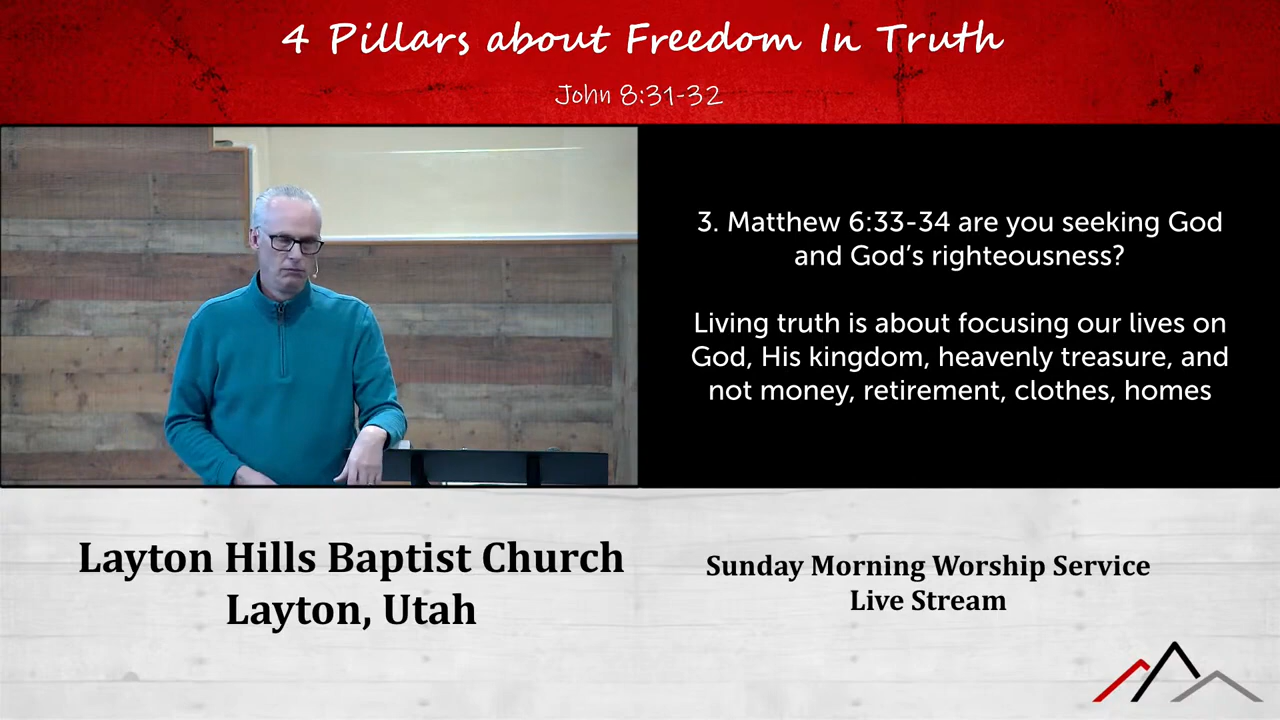 4 Pillars about Freedom In Truth
John 8:31-32
3. Matthew 6:33-34 are you seeking God
and God’s righteousness?
Living truth is about focusing our lives on
God, His kingdom, heavenly treasure, and
not money, retirement, clothes, homes
Layton Hills Baptist Church
Layton, Utah
Sunday Morning Worship Service
Live Stream